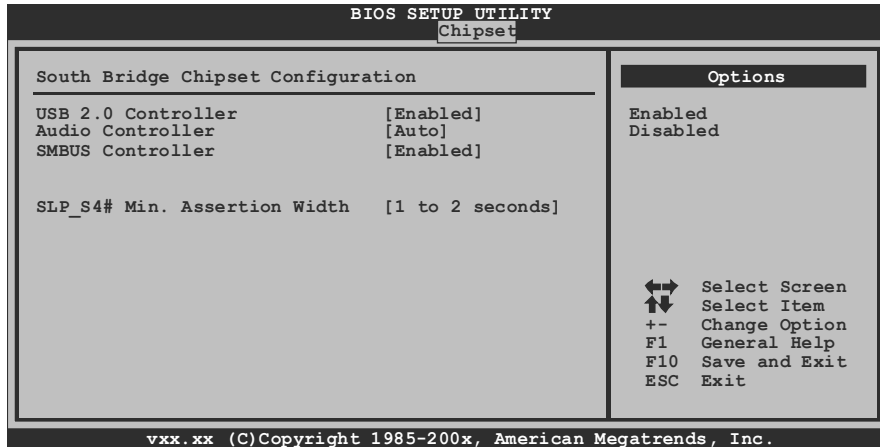 BIOS SETUP UTILITY
Chipset
South Bridge Chipset Configuration
USB 2.0 Controller [Enabled]
Audio Controller [Auto]
SMBUS Controller [Enabled]
SLP_S4# Min. Assertion Width [1 to 2 seconds]
Options
Enabled
Disabled
Select Screen
Select Item
+- Change Option
F1 General Help
F10 Save and Exit
ESC Exit
vxx.xx (C)Copyright 1985-200x, American Megatrends, Inc.